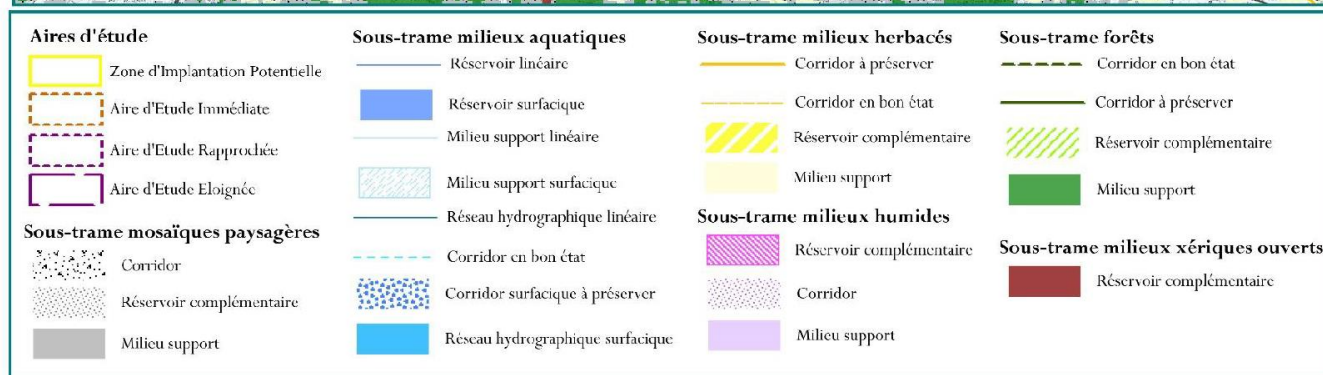 Aires d'étude
Zone d'Implantation Potentielle
Aire d'Etude Immédiate
Aire d'Etude Rapprochée
Aire d'Etude Eloignée
Sous-trame mosaïques paysagères
Corridor
Réservoir complémentaire
Milieu support
Sous-trame milieux aquatiques
Réservoir linéaire
Réservoir surfacique
Milieu support linéaire
Milieu support surfacique
Réseau hydrographique linéaire
Corridor en bon état
Corridor surfacique à préserver
Réseau hydrographique surfacique
Sous-trame milieux herbacés
Corridor à préserver
Corridor en bon état
Réservoir complémentaire
Milieu support
Sous-trame milieux humides
Réservoir complémentaire
Corridor
Milieu support
Sous-trame forêts
Corridor en bon état
Corridor à préserver
Réservoir complémentaire
Milieu support
Sous-trame milieux xériques ouverts
Réservoir complémentaire